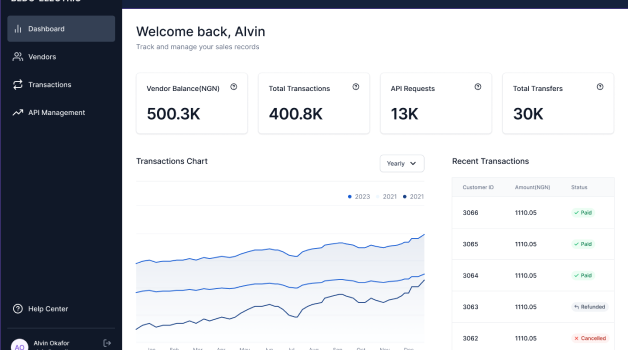 Dashboard
Vendors
Transactions
API Management
Help Center
AO
Alvin Okafor
Welcome back, Alvin
Track and manage your sales records
Vendor Balance(NGN)
500.3K
Total Transactions
400.8K
API Requests
13K
Total Transfers
30K
Transactions Chart
Yearly
2023 2021 2021
Recent Transactions
Customer ID Amount(NGN) Status
3066 1110.05 Paid
3065 1110.05 Paid
3064 1110.05 Paid
3063 1110.05 Refunded
3062 1110.05 Cancelled